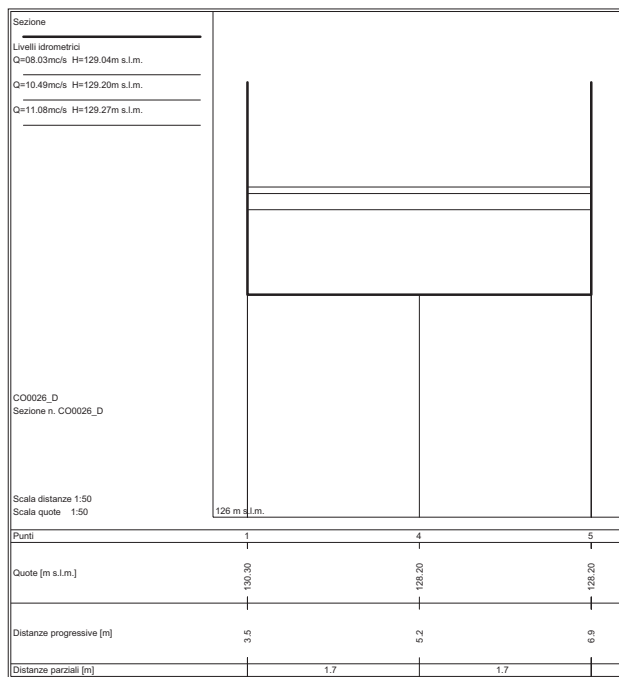 Sezione
Livelli idrometrici
Q=08.03mc/s H=129.04m s.l.m.
Q=10.49mc/s H=129.20m s.l.m.
Q=11.08mc/s H=129.27m s.l.m.
CO0026_D
Sezione n. CO0026_D
Scala distanze 1:50
Scala quote 1:50
126 m s.l.m.
Punti 1 4 5
Quote [m s.l.m.] 130.30 128.20 128.20
Distanze progressive [m] 3.5 5.2 6.9
Distanze parziali [m] 1.7 1.7